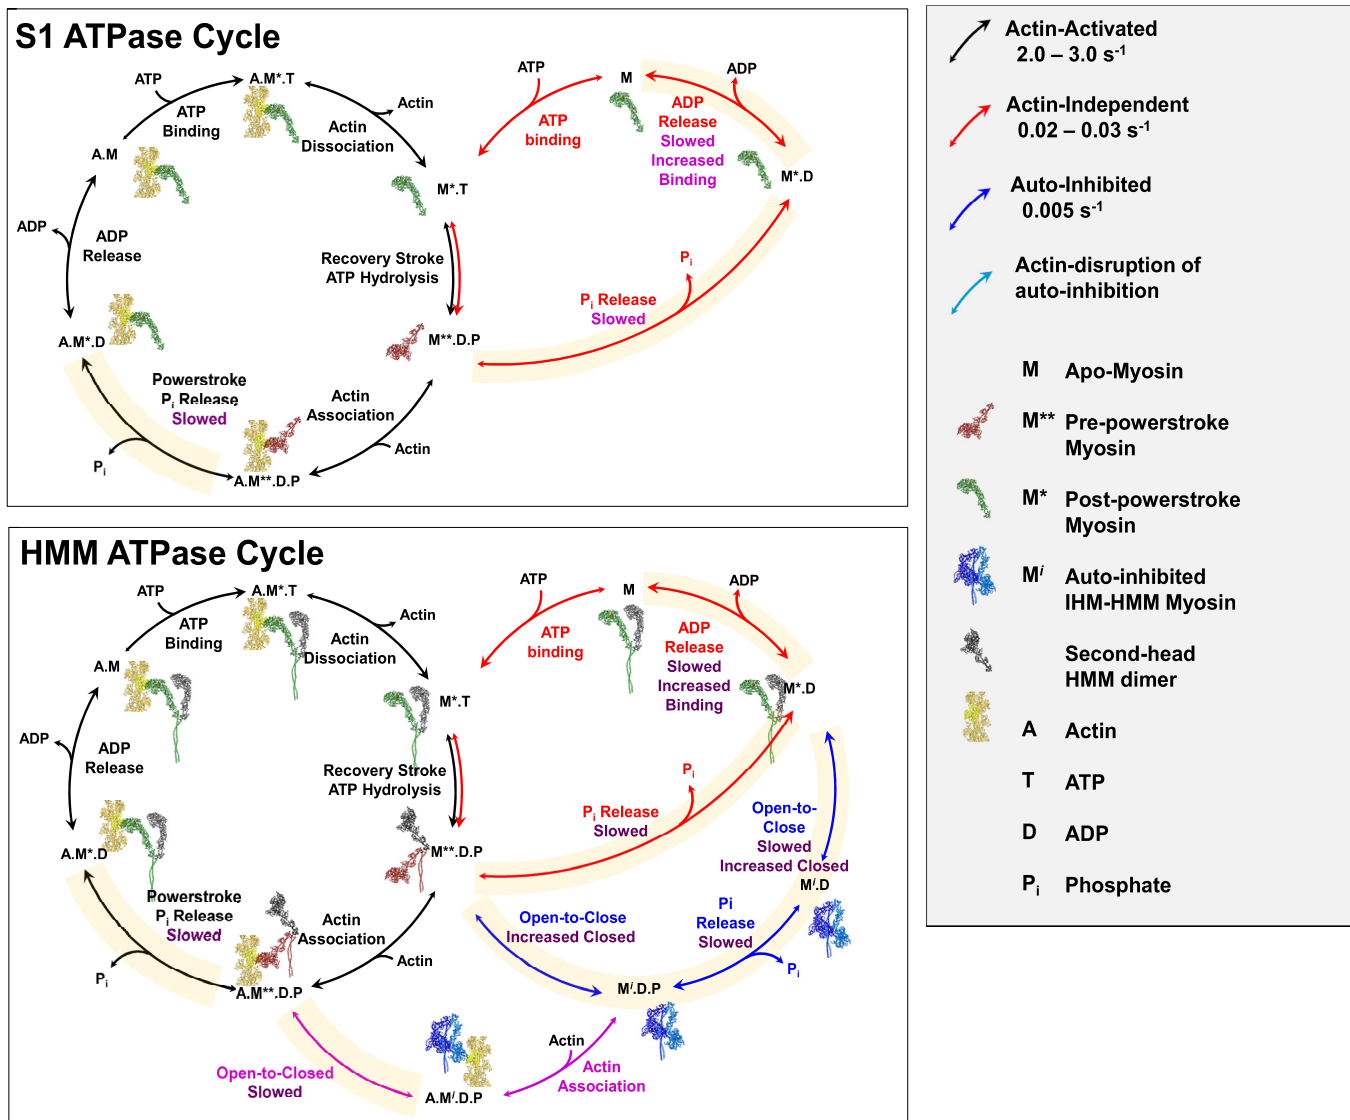 S1 ATPase Cycle
ATP
A.M*.T
Actin
ATP
Binding
Actin
Dissociation
A.M
M*.T
ADP
ADP
Release
Recovery Stroke
ATP Hydrolysis
A.M*.D
M**.D.P
Powerstroke
Pi Release
Slowed
Actin
Association
Pi
Actin
A.M**.D.P
ATP
M
ADP
ATP
binding
ADP
Release
Slowed
Increased
Binding
M*.D
Pi
Pi Release
Slowed
HMM ATPase Cycle
ATP
A.M*.T
Actin
ATP
Binding
Actin
Dissociation
A.M
M*.T
ADP
ADP
Release
Recovery Stroke
ATP Hydrolysis
A.M*.D
M**.D.P
Powerstroke
Pi Release
Slowed
Actin
Association
Pi
Actin
A.M**.D.P
ATP
M
ADP
ATP
binding
ADP
Release
Slowed
Increased
Binding
M*.D
Pi
Pi Release
Slowed
Open-to-
Close
Slowed
Increased Closed
Mi.D
Open-to-Close
Increased Closed
Pi
Release
Slowed
Pi
Mi.D.P
Actin
Actin
Association
Open-to-Closed
Slowed
A.Mi.D.P
Actin-Activated
2.0 – 3.0 s-1
Actin-Independent
0.02 – 0.03 s-1
Auto-Inhibited
0.005 s-1
Actin-disruption of
auto-inhibition
M Apo-Myosin
M** Pre-powerstroke
Myosin
M* Post-powerstroke
Myosin
Mi Auto-inhibited
IHM-HMM Myosin
Second-head
HMM dimer
A Actin
T ATP
D ADP
Pi Phosphate